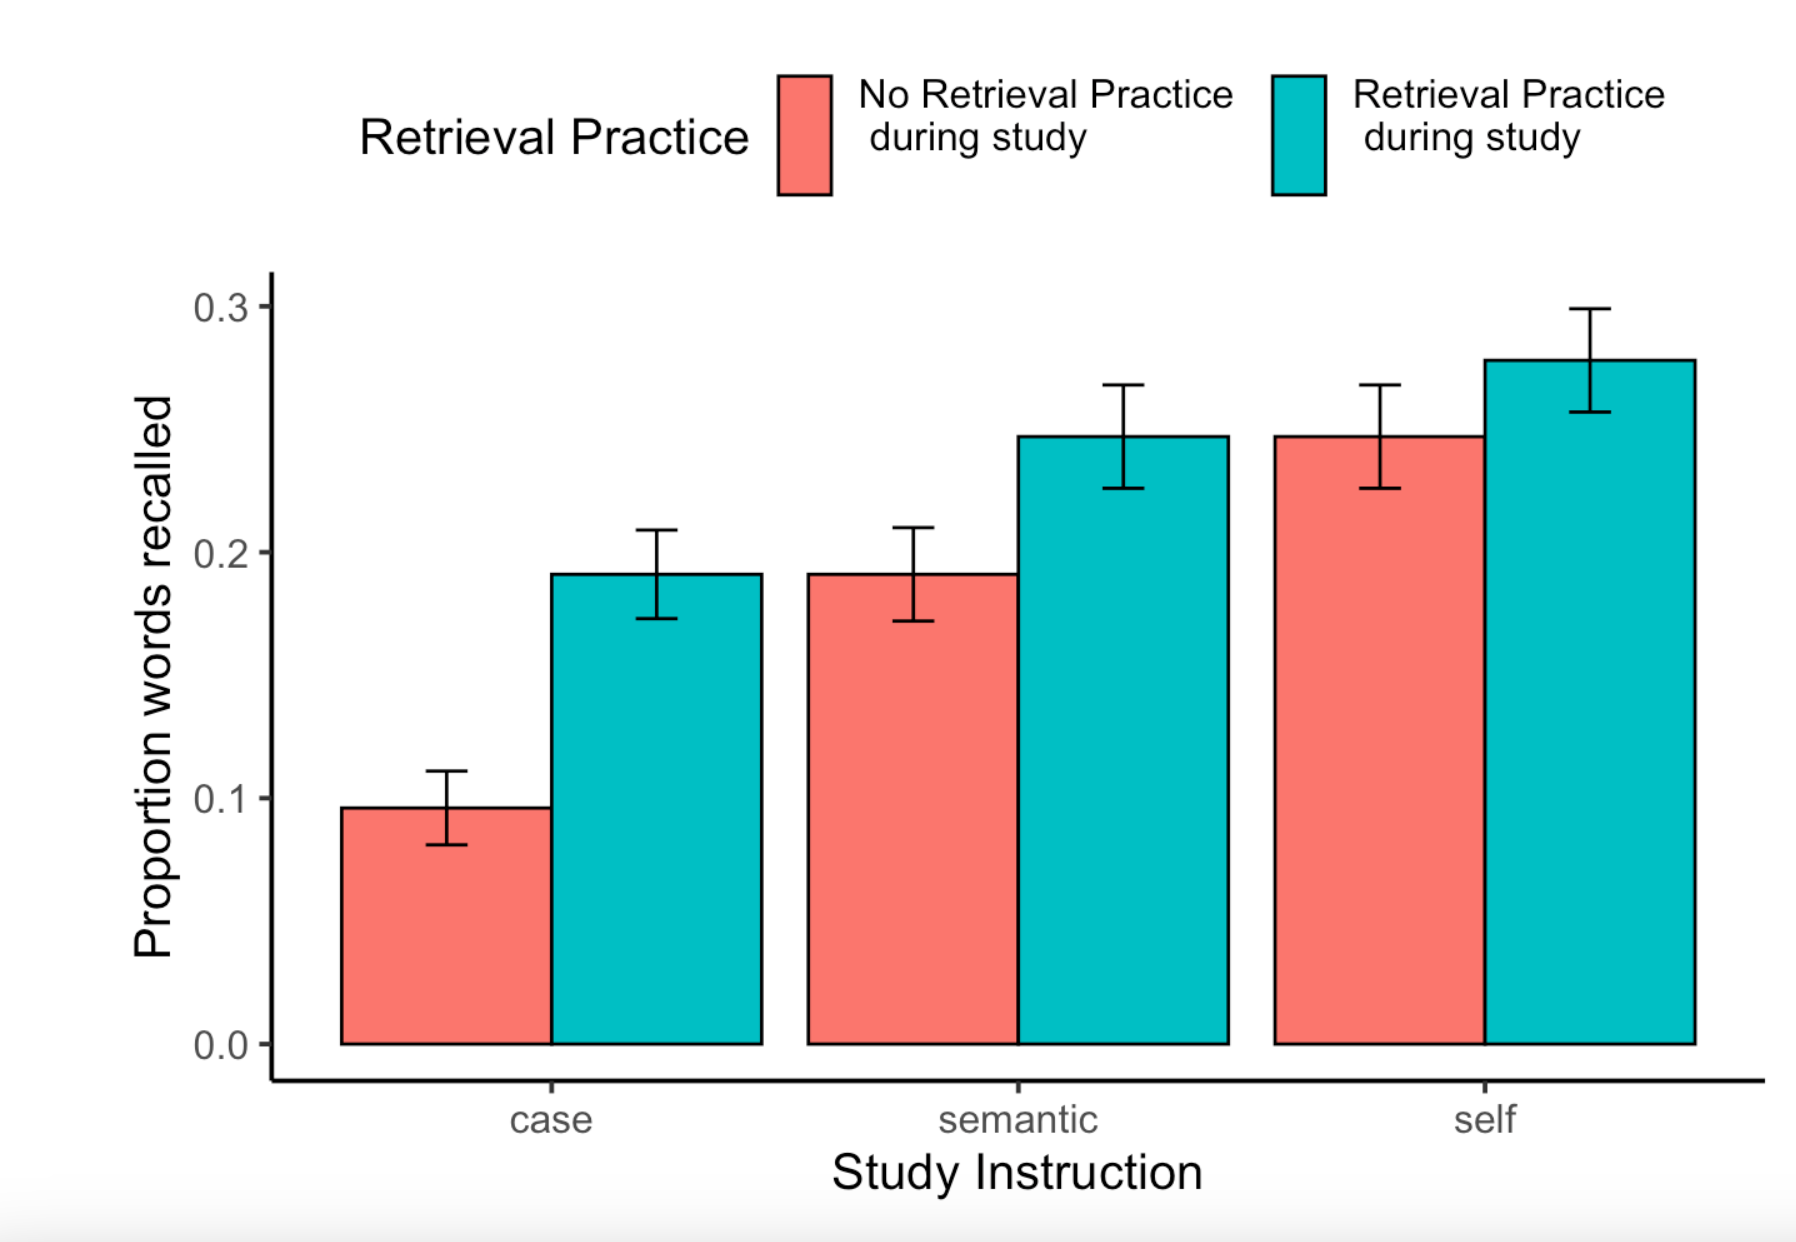 Retrieval Practice
No Retrieval Practice
during study
Retrieval Practice
during study
Proportion words recalled
0.3
0.2
0.1
0.0
case
semantic
self
Study Instruction